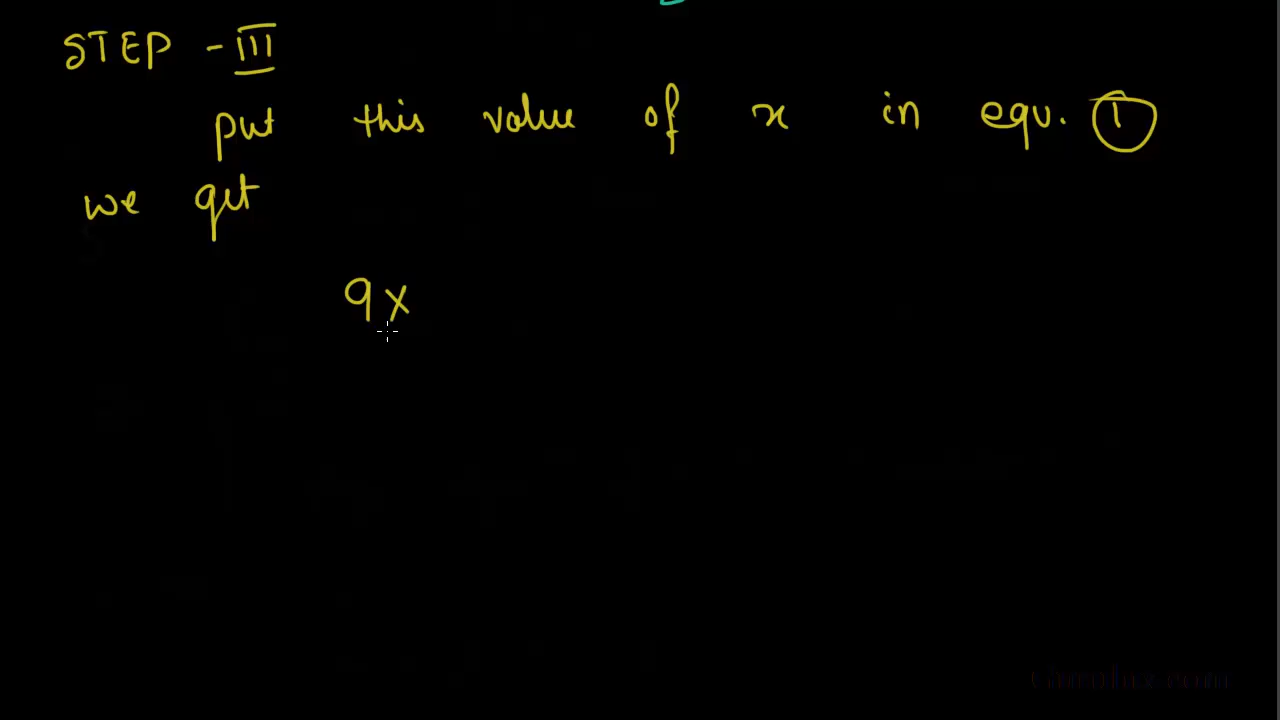 STEP - III
put this value of x in equ. 1
we get
9x